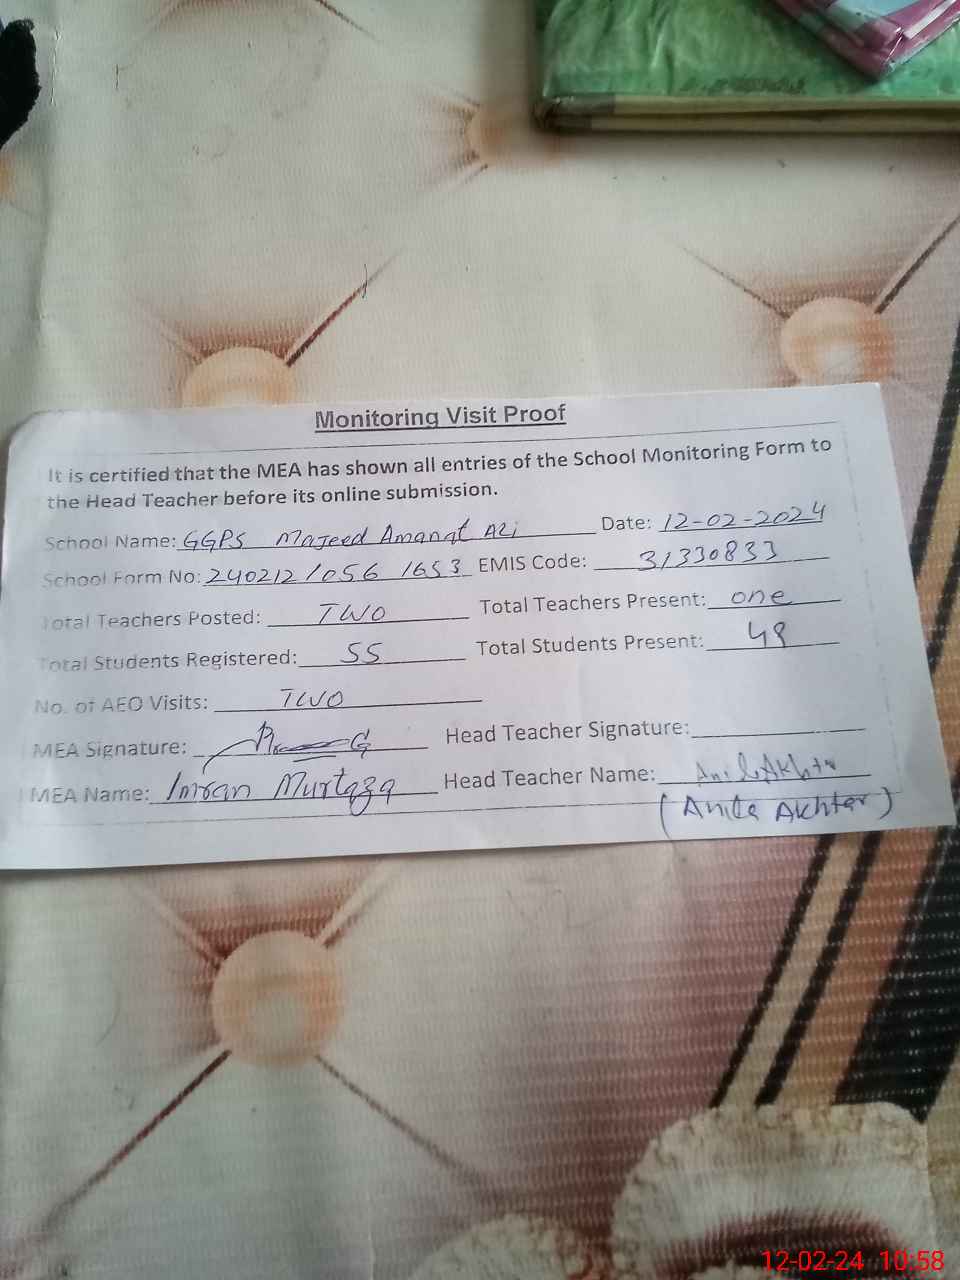 Monitoring Visit Proof
It is certified that the MEA has shown all entries of the School Monitoring Form to
the Head Teacher before its online submission.
School Name: GGPS Majeed Amanat Ali Date: 12-02-2024
School Form No: 240212 1056 1653 EMIS Code: 31330833
Total Teachers Posted: TWO Total Teachers Present: one
Total Students Registered: 55 Total Students Present: 48
No. of AEO Visits: TWO
MEA Signature: Head Teacher Signature:
MEA Name: Imran Murtaza Head Teacher Name: Anila Akhtar
(Anila Akhter)
12-02-24 10:58